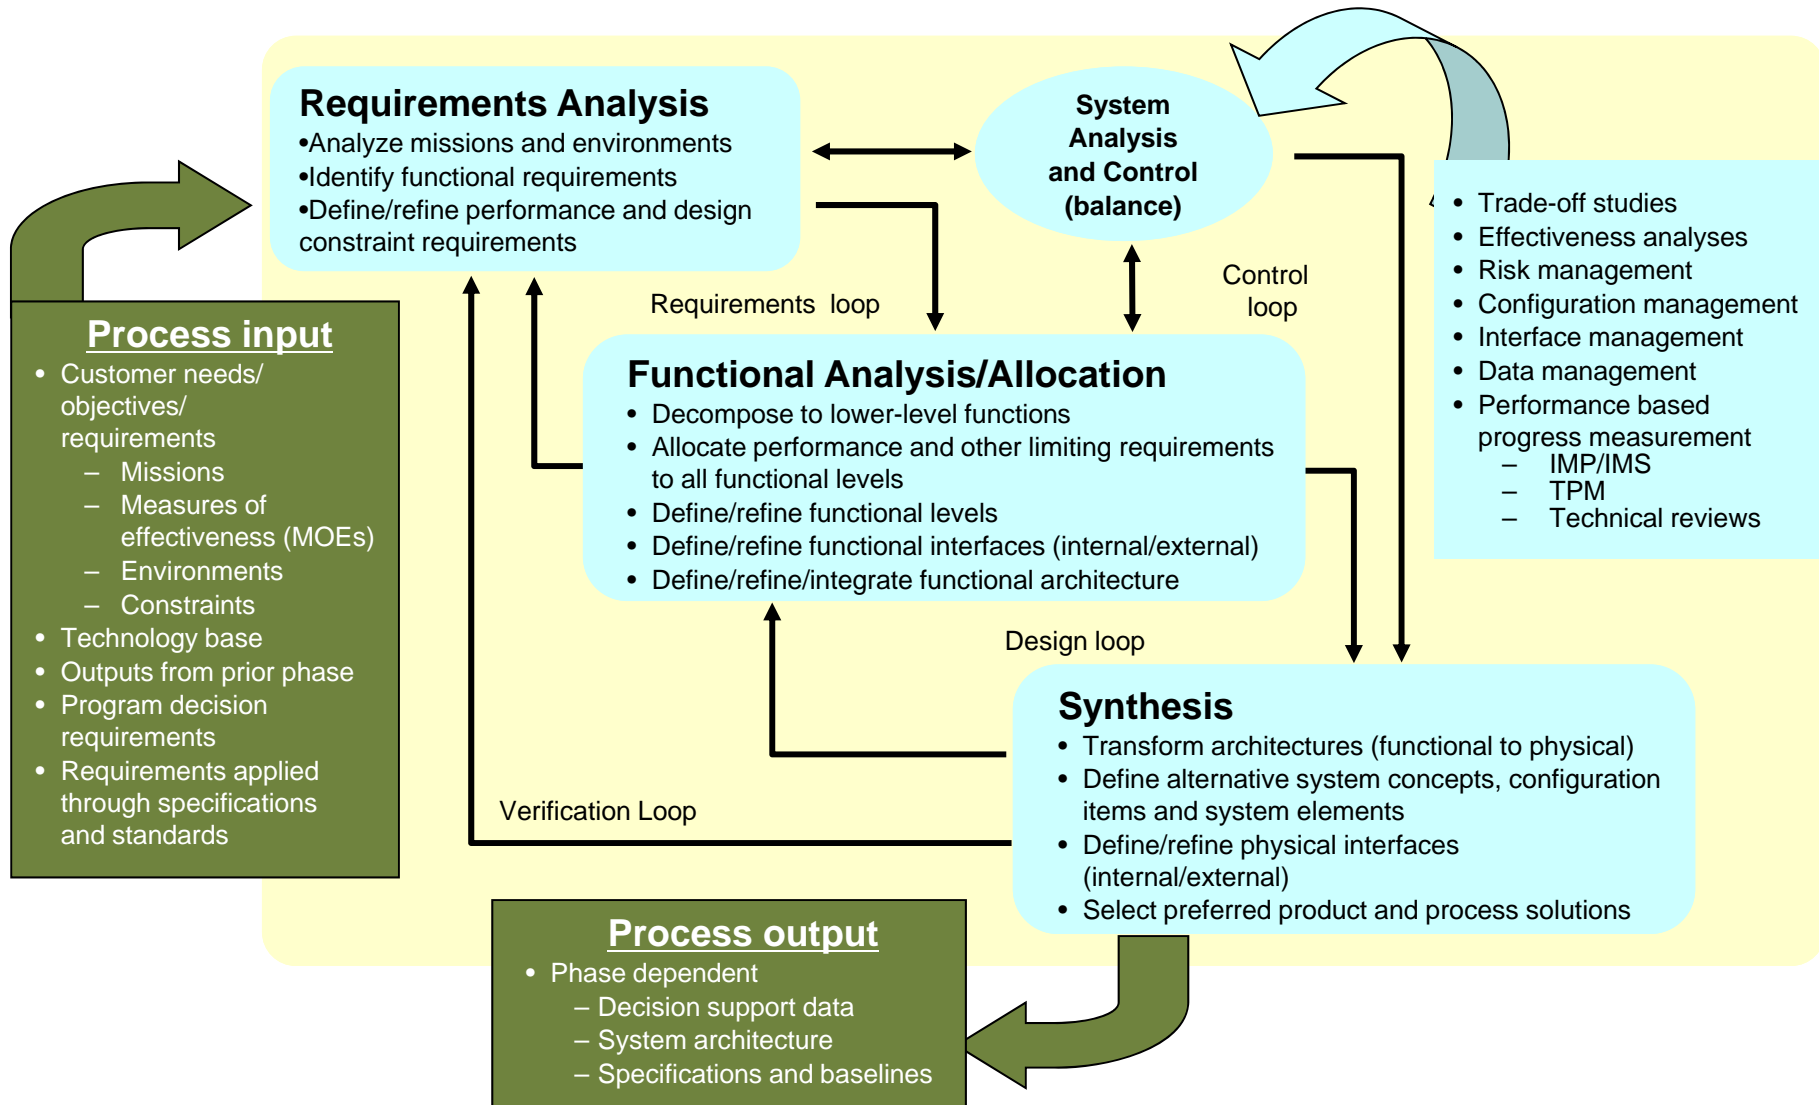 Requirements Analysis
•Analyze missions and environments
•Identify functional requirements
•Define/refine performance and design
constraint requirements
System
Analysis
and Control
(balance)
• Trade-off studies
• Effectiveness analyses
• Risk management
• Configuration management
• Interface management
• Data management
• Performance based
progress measurement
– IMP/IMS
– TPM
– Technical reviews
Requirements loop
Control
loop
Process input
• Customer needs/
objectives/
requirements
– Missions
– Measures of
effectiveness (MOEs)
– Environments
– Constraints
• Technology base
• Outputs from prior phase
• Program decision
requirements
• Requirements applied
through specifications
and standards
Functional Analysis/Allocation
• Decompose to lower-level functions
• Allocate performance and other limiting requirements
to all functional levels
• Define/refine functional levels
• Define/refine functional interfaces (internal/external)
• Define/refine/integrate functional architecture
Design loop
Synthesis
• Transform architectures (functional to physical)
• Define alternative system concepts, configuration
items and system elements
• Define/refine physical interfaces
(internal/external)
• Select preferred product and process solutions
Verification Loop
Process output
• Phase dependent
– Decision support data
– System architecture
– Specifications and baselines